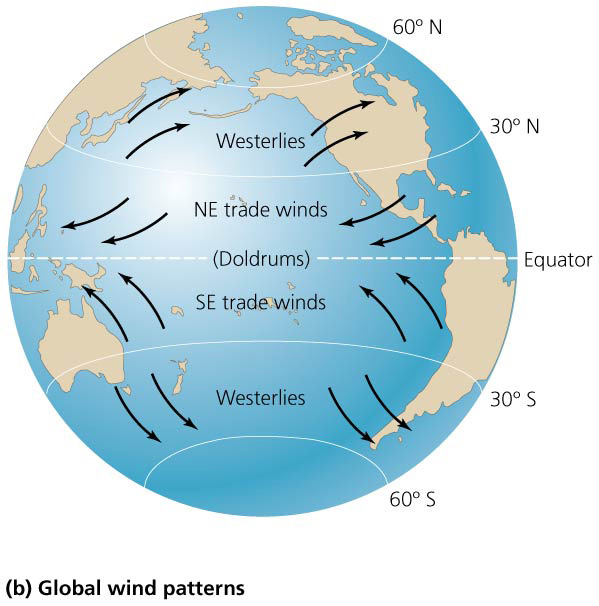 60° N
Westerlies
30° N
NE trade winds
(Doldrums)
Equator
SE trade winds
Westerlies
30° S
60° S
(b) Global wind patterns